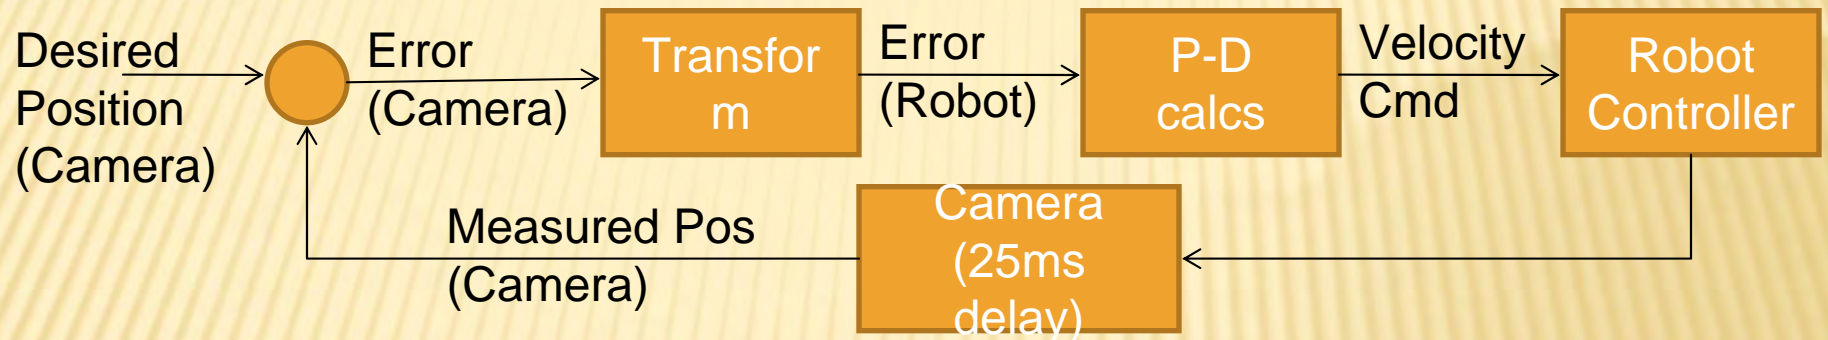 Desired
Position
(Camera)
Error
(Camera)
Transfor
m
Error
(Robot)
P-D
calcs
Velocity
Cmd
Robot
Controller
Measured Pos
(Camera)
Camera
(25ms
delay)